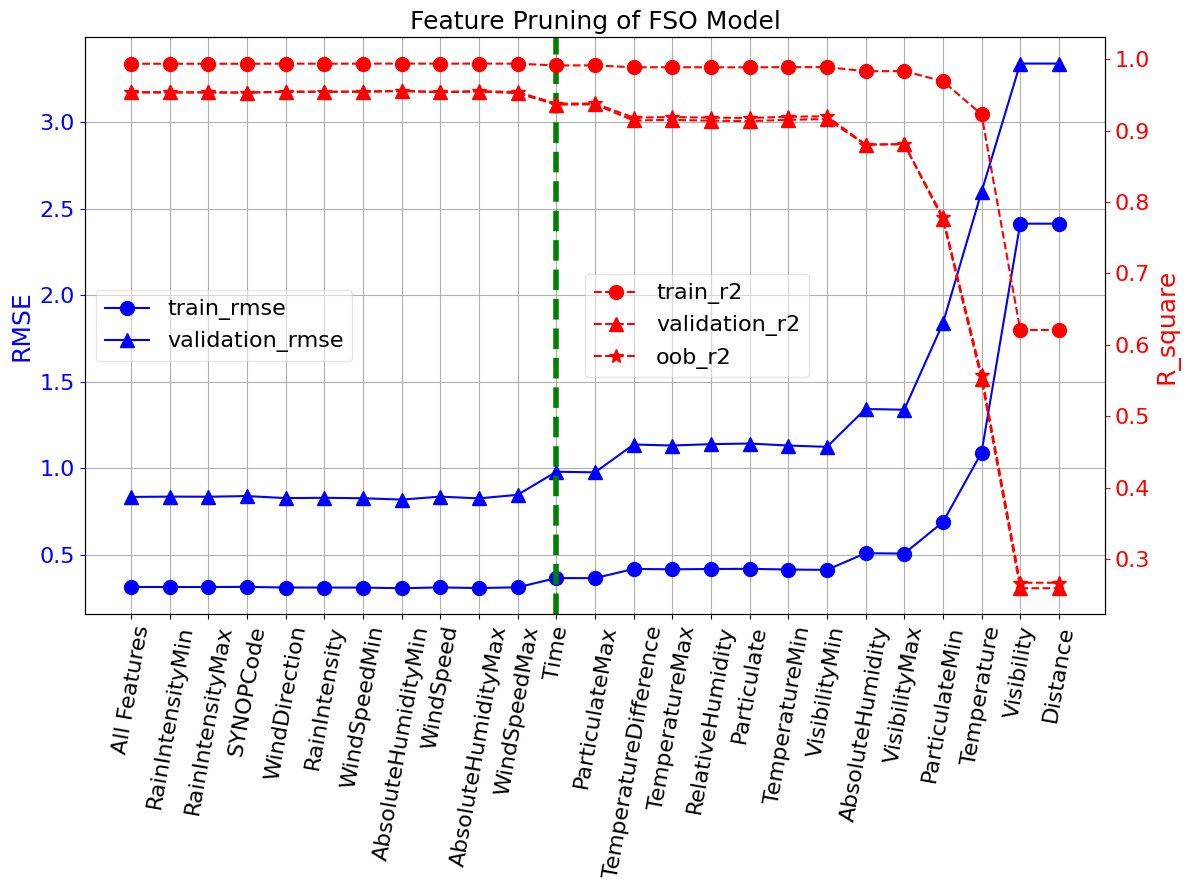 Feature Pruning of FSO Model
RMSE
3.0
2.5
2.0
1.5
1.0
0.5
train_rmse
validation_rmse
train_r2
validation_r2
oob_r2
1.0
0.9
0.8
0.7
0.6
0.5
0.4
0.3
R_square
All Features
RainIntensityMin
RainIntensityMax
SYNOPCode
WindDirection
RainIntensity
WindSpeedMin
AbsoluteHumidityMin
WindSpeed
AbsoluteHumidityMax
WindSpeedMax
Time
ParticulateMax
TemperatureDifference
TemperatureMax
RelativeHumidity
Particulate
TemperatureMin
VisibilityMin
AbsoluteHumidity
VisibilityMax
ParticulateMin
Temperature
Visibility
Distance